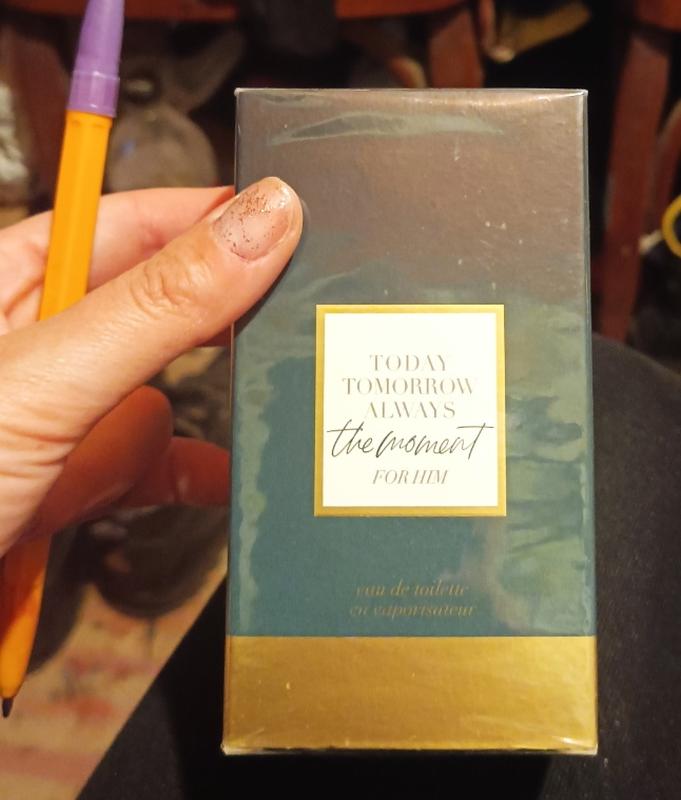 TODAY
TOMORROW
ALWAYS
the moment
FOR HIM
eau de toilette
en vaporisateur